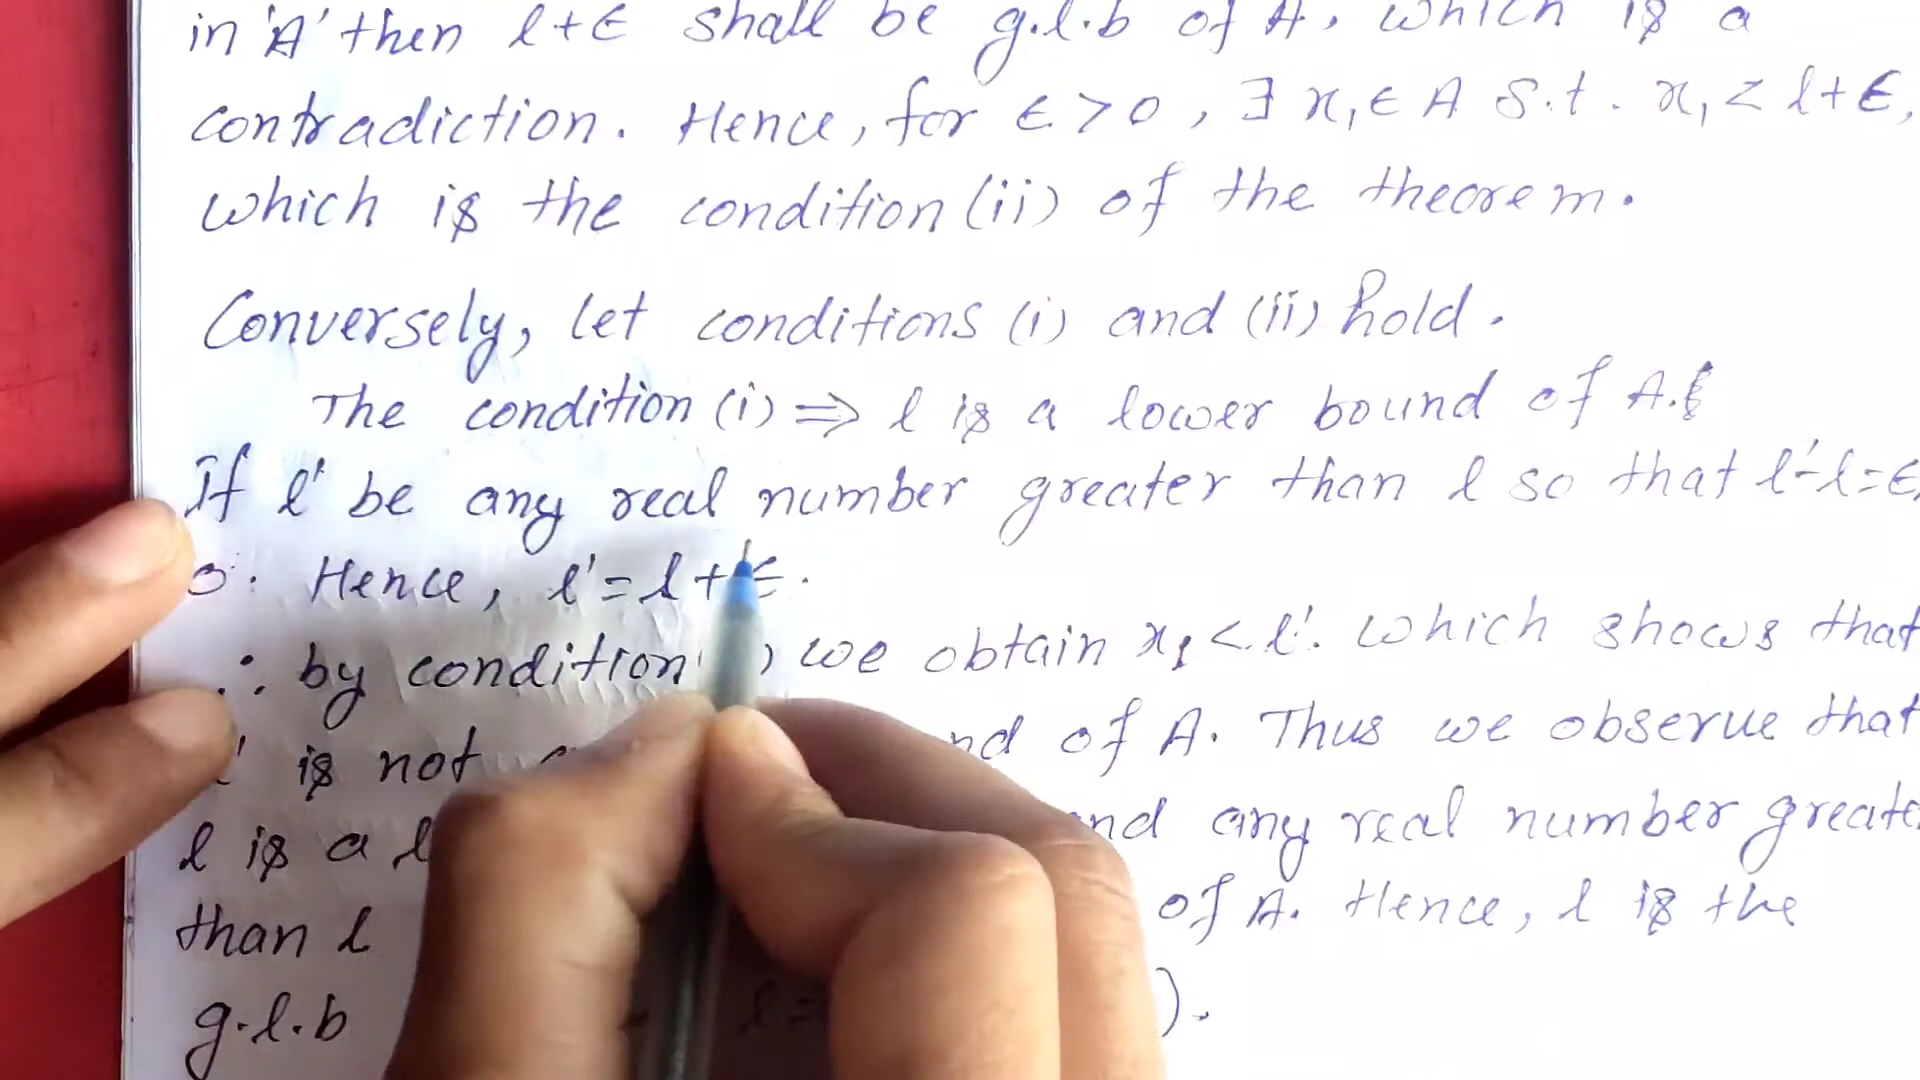 in 'A' then l+ϵ shall be g.l.b of A, which is a
contradiction. Hence, for ϵ>0, ∃ x₁ ∈ A s.t. x₁ < l+ϵ,
which is the condition (ii) of the theorem.
Conversely, let conditions (i) and (ii) hold.
The condition (i) ⇒ l is a lower bound of A.
If l' be any real number greater than l so that l'-l=ϵ
0. Hence, l' = l+ϵ.
∴ by condition ) we obtain x₁ < l'. which shows that
l' is not of A. Thus we observe that
l is a any real number
than l of A. Hence, l is the
g.l.b l= ).